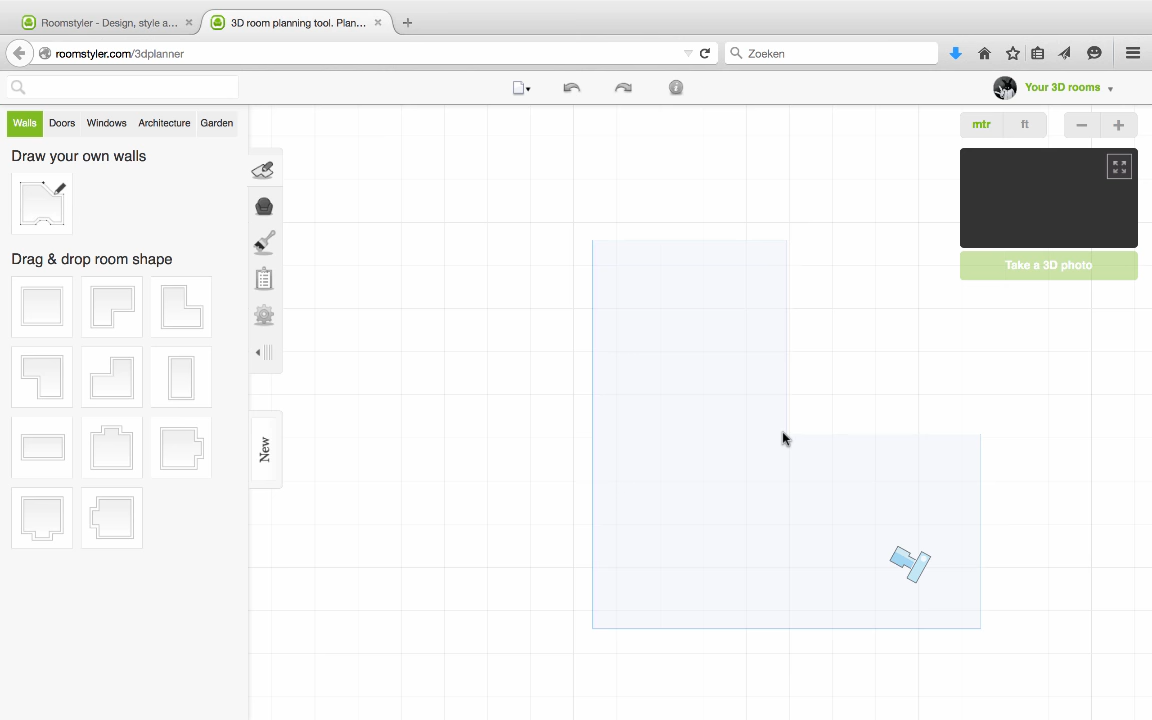 Roomstyler - Design, style a...
3D room planning tool. Plan...
roomstyler.com/3dplanner
Zoeken
Your 3D rooms
Walls Doors Windows Architecture Garden
mtr ft
Draw your own walls
Take a 3D photo
Drag & drop room shape
New